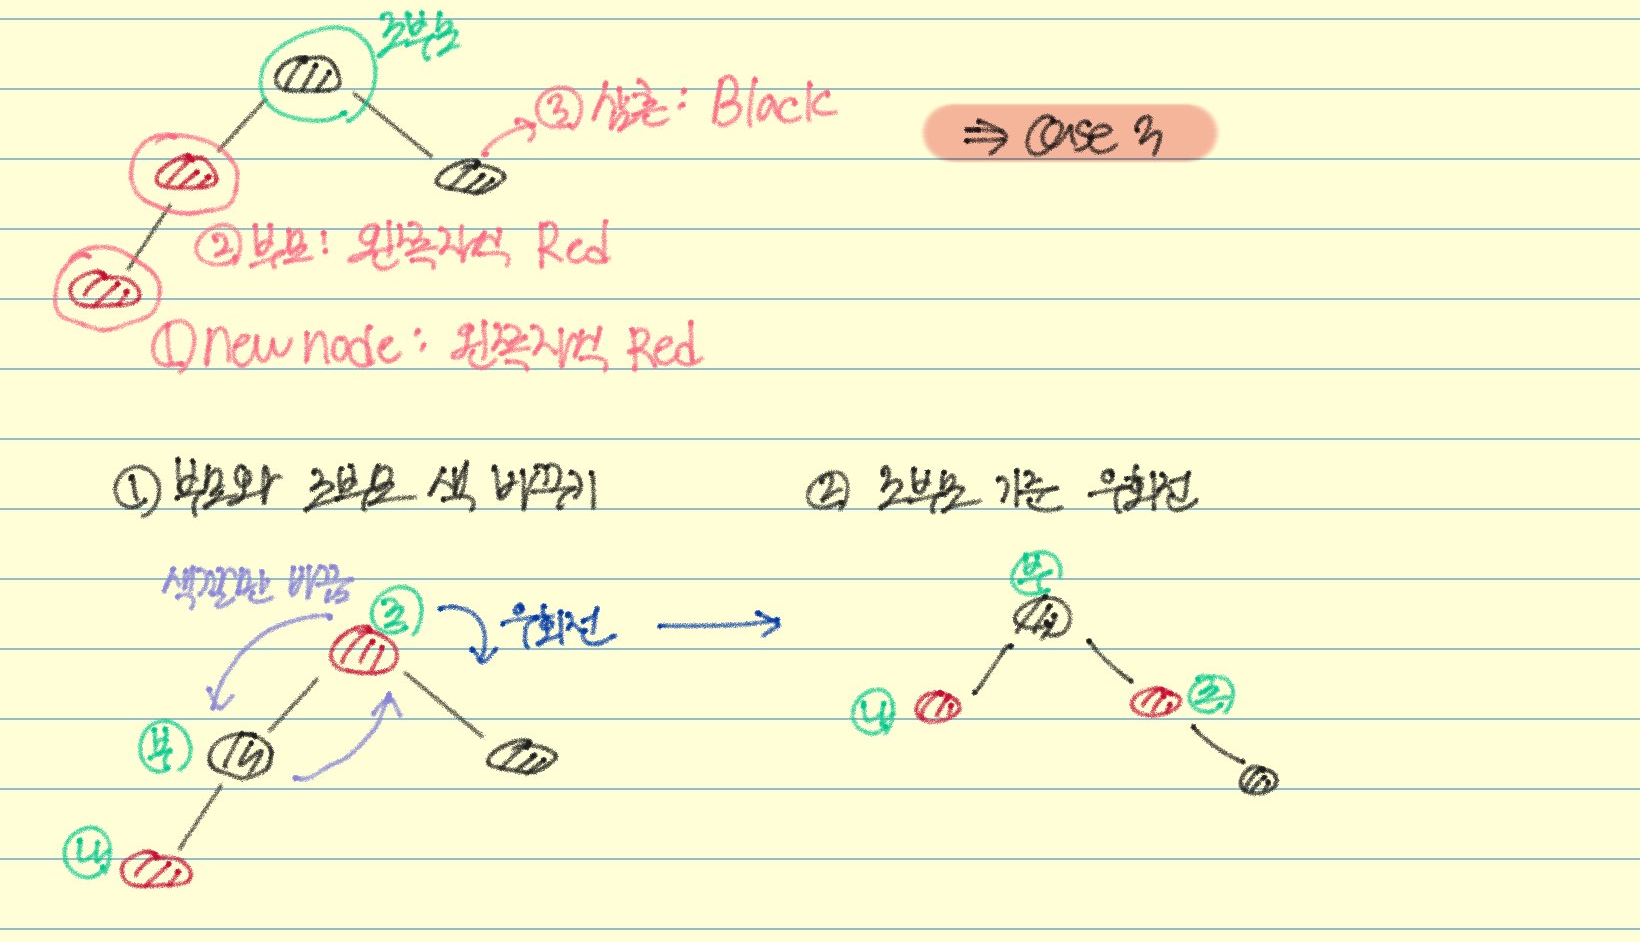 조부모
③ 삼촌: Black
⇒ Case 3
② 부모: 왼쪽자식 Red
① new node: 왼쪽자식 Red
① 부모와 조부모 색 바꾸기
② 조부모 기준 우회전
색깔만 바꿈
조
우회전
부
나
부
나
조